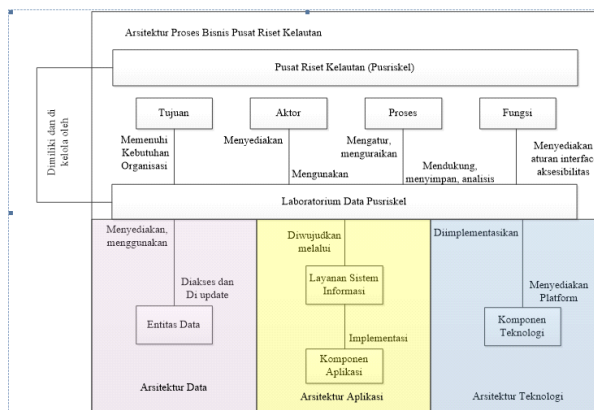 Arsitektur Proses Bisnis Pusat Riset Kelautan
Pusat Riset Kelautan (Pusriskel)
Dimiliki dan di
kelola oleh
Tujuan
Aktor
Proses
Fungsi
Memenuhi
Kebutuhan
Organisasi
Menyediakan
Mengunakan
Mengatur,
menguraikan
Mendukung,
menyimpan, analisis
Menyediakan
aturan interface
aksesibilitas
Laboratorium Data Pusriskel
Menyediakan,
menggunakan
Diakses dan
Di update
Entitas Data
Arsitektur Data
Diwujudkan
melalui
Layanan Sistem
Informasi
Implementasi
Komponen
Aplikasi
Arsitektur Aplikasi
Diimplementasikan
Menyediakan
Platform
Komponen
Teknologi
Arsitektur Teknologi